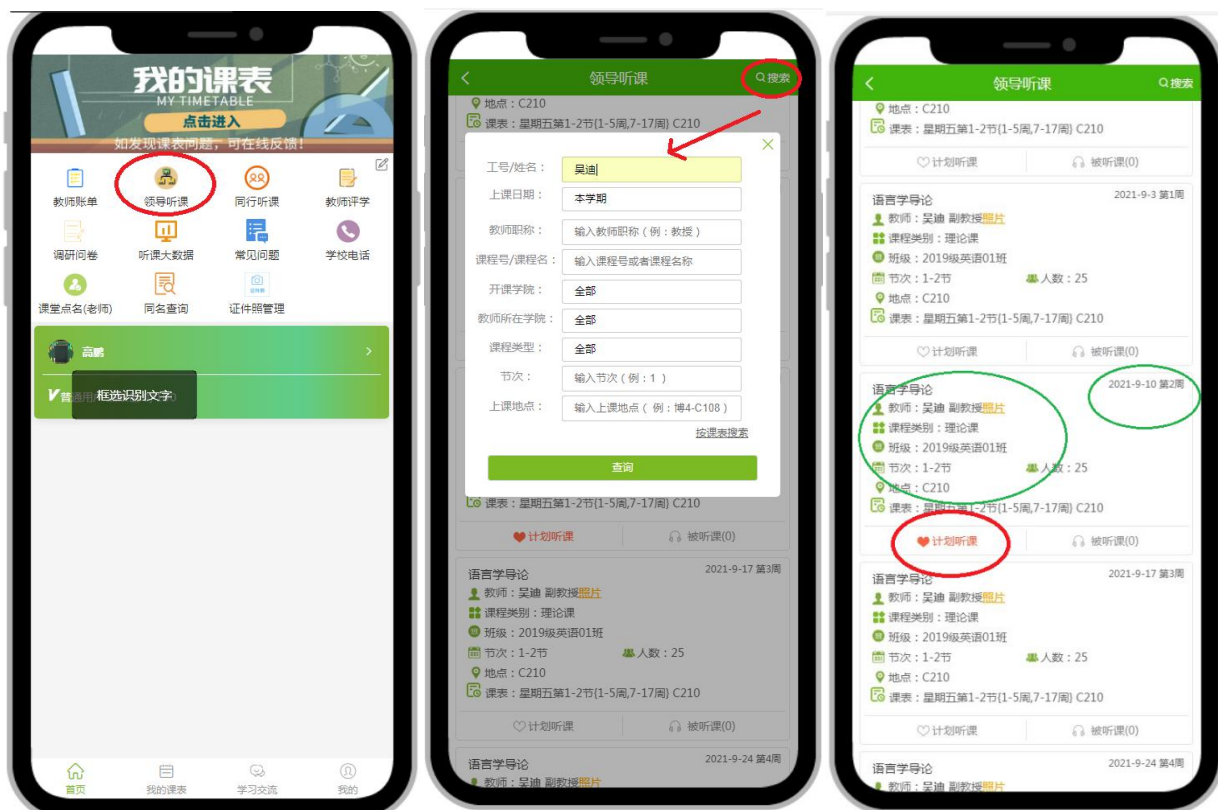 我的课表
MY TIMETABLE
点击进入
如发现课表问题，可在线反馈！
教师账单
领导听课
同行听课
教师评学
调研问卷
听课大数据
常见问题
学校电话
课堂点名(老师)
同名查询
证件照管理
高鹏
框选识别文字
首页
我的课表
学习交流
我的
领导听课
搜索
地点：C210
课表：星期五第1-2节{1-5周,7-17周} C210
工号/姓名：
吴迪
上课日期：
本学期
教师职称：
输入教师职称（例：教授）
课程号/课程名：
输入课程号或者课程名称
开课学院：
全部
教师所在学院：
全部
课程类型：
全部
节次：
输入节次（例：1 ）
上课地点：
输入上课地点（ 例：博4-C108）
按课表搜索
查询
课表：星期五第1-2节{1-5周,7-17周} C210
计划听课
被听课(0)
语言学导论
2021-9-17 第3周
教师：吴迪 副教授照片
课程类别：理论课
班级：2019级英语01班
节次：1-2节
人数：25
地点：C210
课表：星期五第1-2节{1-5周,7-17周} C210
计划听课
被听课(0)
语言学导论
2021-9-24 第4周
教师：吴迪 副教授照片
领导听课
搜索
地点：C210
课表：星期五第1-2节{1-5周,7-17周} C210
计划听课
被听课(0)
语言学导论
2021-9-3 第1周
教师：吴迪 副教授照片
课程类别：理论课
班级：2019级英语01班
节次：1-2节
人数：25
地点：C210
课表：星期五第1-2节{1-5周,7-17周} C210
计划听课
被听课(0)
语言学导论
2021-9-10 第2周
教师：吴迪 副教授照片
课程类别：理论课
班级：2019级英语01班
节次：1-2节
人数：25
地点：C210
课表：星期五第1-2节{1-5周,7-17周} C210
计划听课
被听课(0)
语言学导论
2021-9-17 第3周
教师：吴迪 副教授照片
课程类别：理论课
班级：2019级英语01班
节次：1-2节
人数：25
地点：C210
课表：星期五第1-2节{1-5周,7-17周} C210
计划听课
被听课(0)
语言学导论
2021-9-24 第4周
教师：吴迪 副教授照片